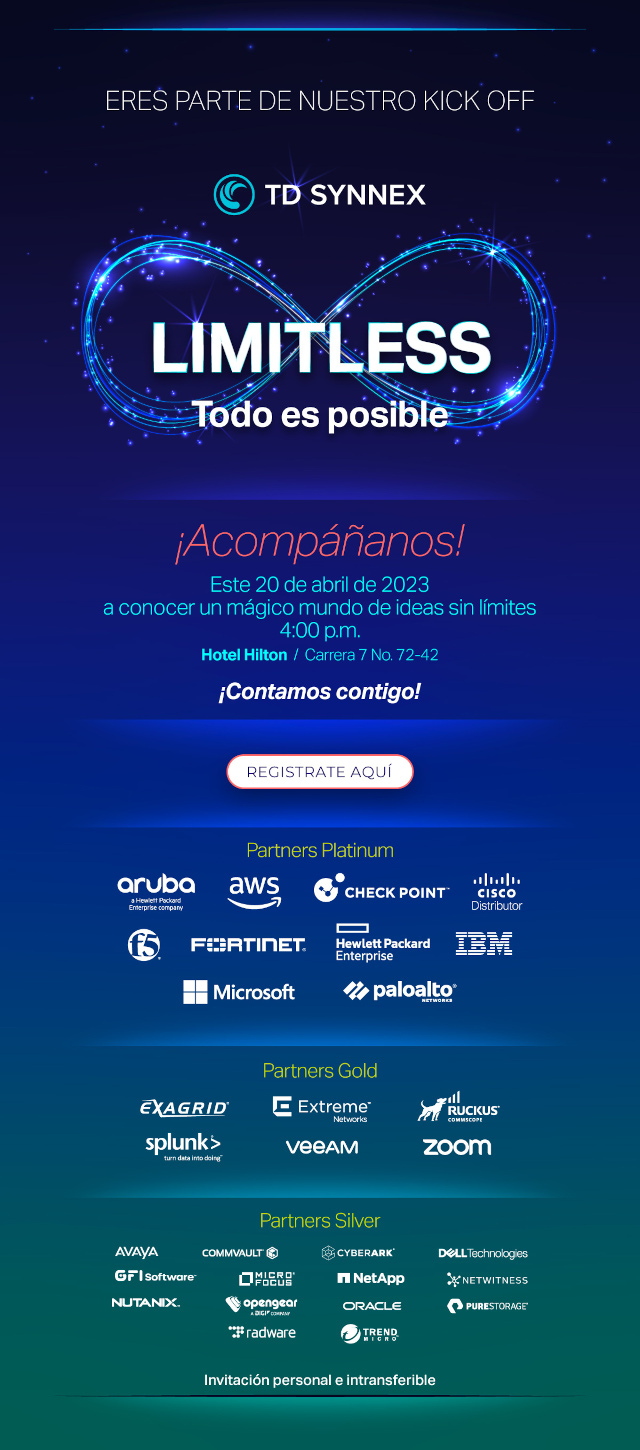 ERES PARTE DE NUESTRO KICK OFF
TD SYNNEX
LIMITLESS
Todo es posible
¡Acompáñanos!
Este 20 de abril de 2023
a conocer un mágico mundo de ideas sin límites
4:00 p.m.
Hotel Hilton / Carrera 7 No. 72-42
¡Contamos contigo!
REGISTRATE AQUÍ
Partners Platinum
aruba
a Hewlett Packard
Enterprise company
aws
CHECK POINT™
CISCO
Distributor
f5
FORTINET®
Hewlett Packard
Enterprise
IBM
Microsoft
paloalto®
NETWORKS
Partners Gold
EXAGRID®
Extreme™
Networks
RUCKUS®
COMMSCOPE
splunk>
turn data into doing™
veeAM
zoom
Partners Silver
AVAYA
COMMVAULT
CYBERARK®
DELL Technologies
GFI Software™
MICRO
FOCUS
NetApp
NETWITNESS
NUTANIX™
opengear
A DIGI COMPANY
ORACLE
PURESTORAGE®
radware
TREND
MICRO
Invitación personal e intransferible